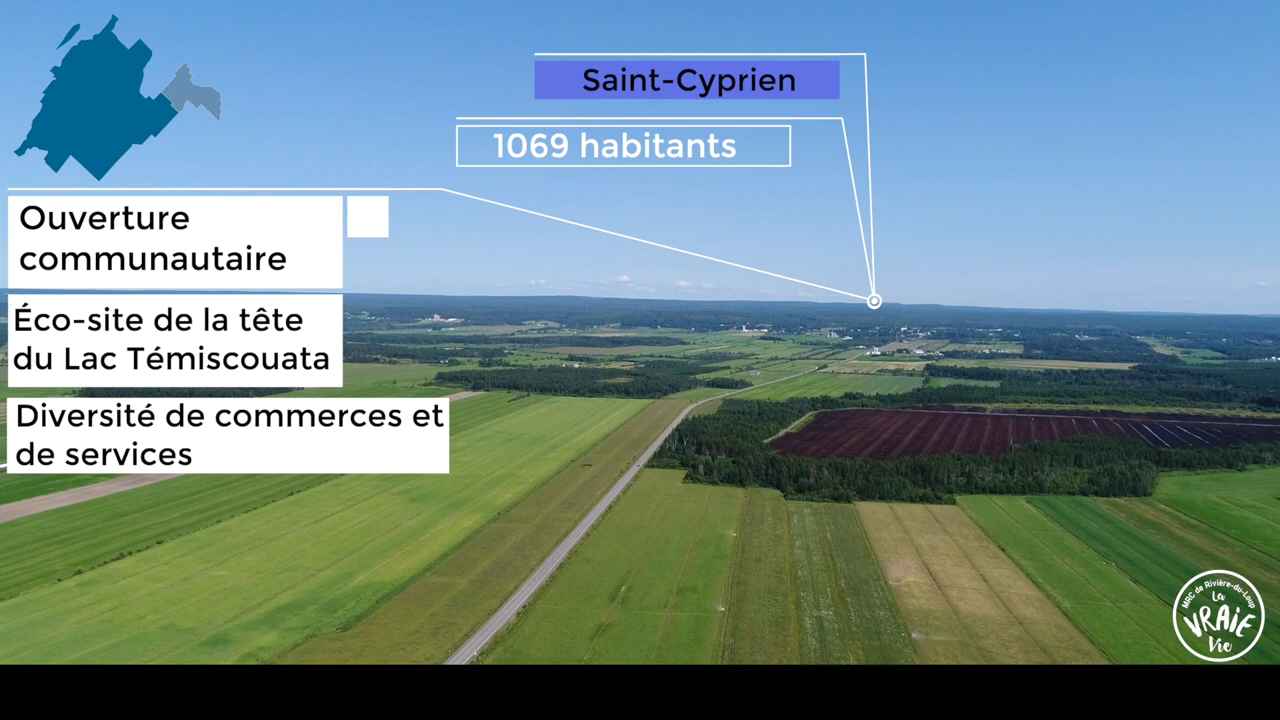 Saint-Cyprien
1069 habitants
Ouverture
communautaire
Éco-site de la tête
du Lac Témiscouata
Diversité de commerces et
de services
MRC de Rivière-du-Loup
La
VRAIE
Vie